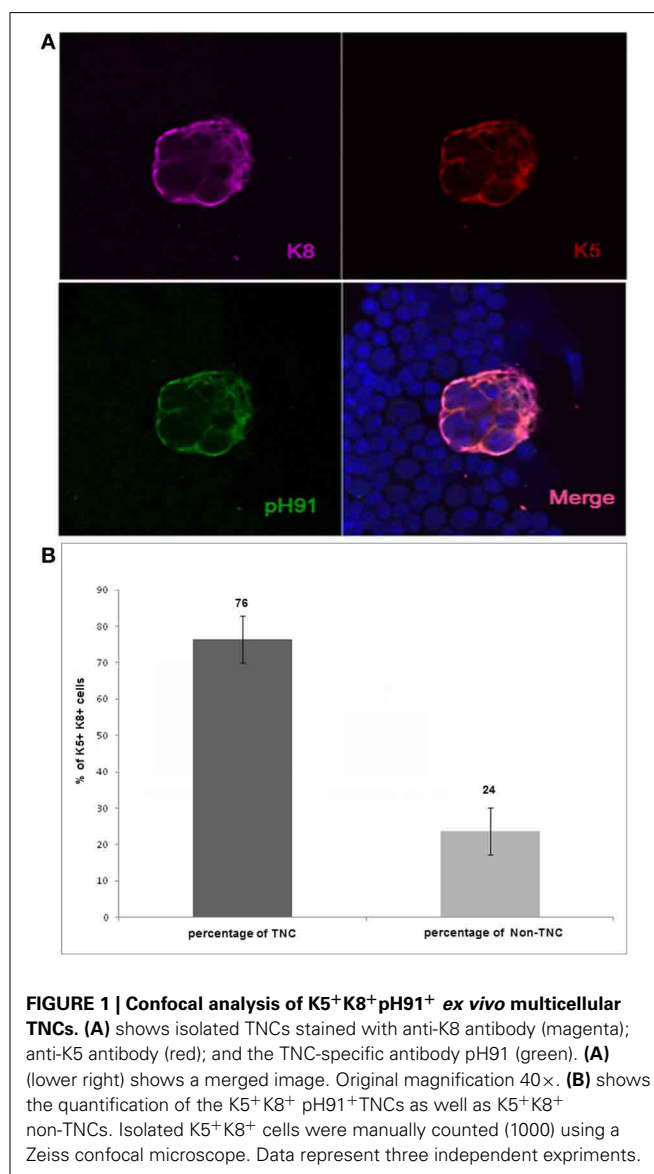 A
K8
K5
pH91
Merge
B
90
80
70
60
50
40
30
20
10
0
% of K5+ K8+ cells
76
24
percentage of TNC
percentage of Non-TNC
FIGURE 1 | Confocal analysis of K5⁺K8⁺pH91⁺ ex vivo multicellular
TNCs. (A) shows isolated TNCs stained with anti-K8 antibody (magenta);
anti-K5 antibody (red); and the TNC-specific antibody pH91 (green). (A)
(lower right) shows a merged image. Original magnification 40×. (B) shows
the quantification of the K5⁺K8⁺ pH91⁺TNCs as well as K5⁺K8⁺
non-TNCs. Isolated K5⁺K8⁺ cells were manually counted (1000) using a
Zeiss confocal microscope. Data represent three independent expriments.